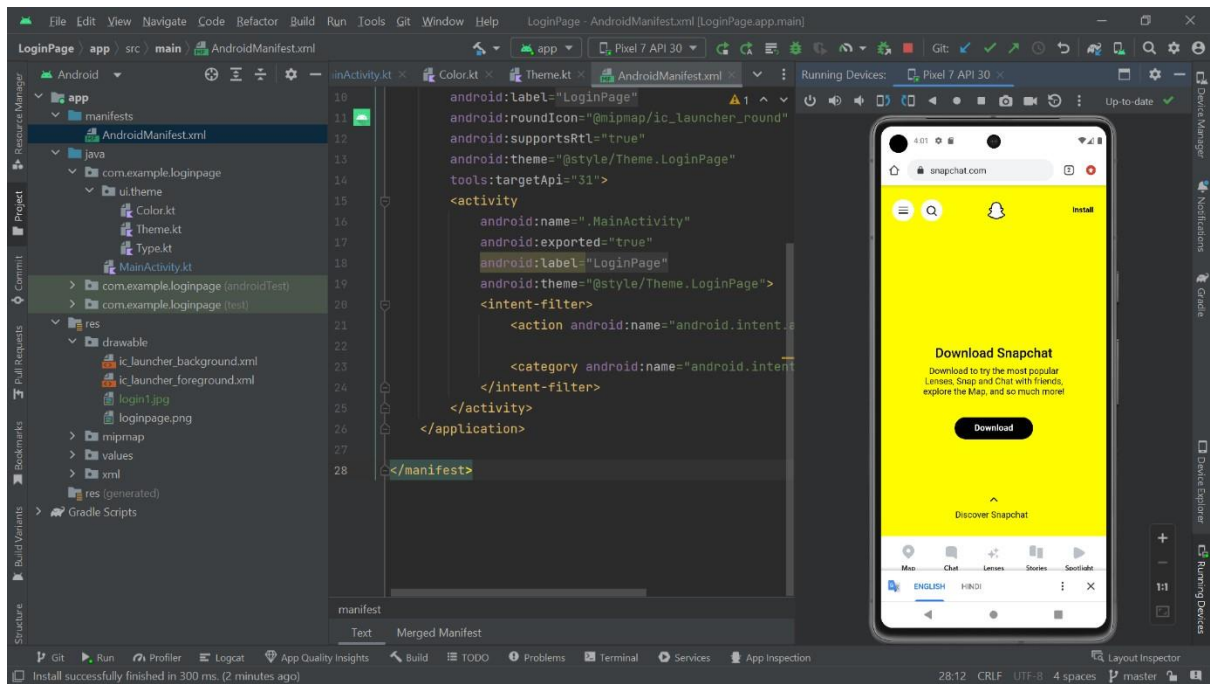 File Edit View Navigate Code Refactor Build Run Tools Git Window Help LoginPage - AndroidManifest.xml [LoginPage.app.main]
LoginPage app src main AndroidManifest.xml
app Pixel 7 API 30 Git:
Resource Manager
Project
Commit
Pull Requests
Bookmarks
Build Variants
Structure
Android
app
manifests
AndroidManifest.xml
java
com.example.loginpage
ui.theme
Color.kt
Theme.kt
Type.kt
MainActivity.kt
com.example.loginpage (androidTest)
com.example.loginpage (test)
res
drawable
ic_launcher_background.xml
ic_launcher_foreground.xml
login1.jpg
loginpage.png
mipmap
values
xml
res (generated)
Gradle Scripts
inActivity.kt Color.kt Theme.kt AndroidManifest.xml
10 android:label="LoginPage" 1
11 android:roundIcon="@mipmap/ic_launcher_round"
12 android:supportsRtl="true"
13 android:theme="@style/Theme.LoginPage"
14 tools:targetApi="31">
15 <activity
16 android:name=".MainActivity"
17 android:exported="true"
18 android:label="LoginPage"
19 android:theme="@style/Theme.LoginPage">
20 <intent-filter>
21 <action android:name="android.intent.a
22
23 <category android:name="android.intent
24 </intent-filter>
25 </activity>
26 </application>
27
28 </manifest>
manifest
Text Merged Manifest
Running Devices: Pixel 7 API 30
Up-to-date
4:01
snapchat.com
Install
Download Snapchat
Download to try the most popular
Lenses, Snap and Chat with friends,
explore the Map, and so much more!
Download
Discover Snapchat
Map Chat Lenses Stories Spotlight
ENGLISH HINDI
1:1
Device Manager
Notifications
Gradle
Device Explorer
Running Devices
Git Run Profiler Logcat App Quality Insights Build TODO Problems Terminal Services App Inspection Layout Inspector
Install successfully finished in 300 ms. (2 minutes ago) 28:12 CRLF UTF-8 4 spaces master